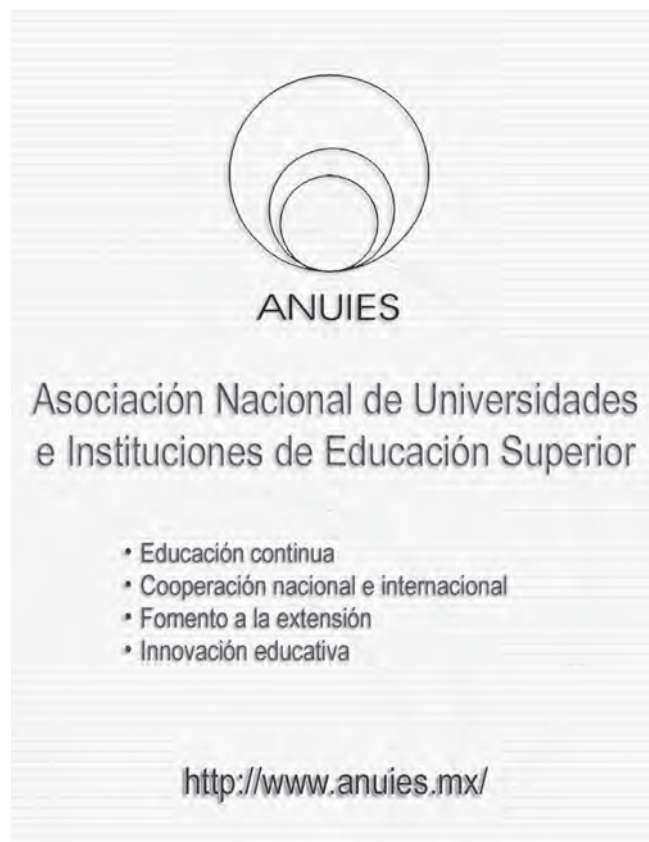 ANUIES
Asociación Nacional de Universidades
e Instituciones de Educación Superior
• Educación continua
• Cooperación nacional e internacional
• Fomento a la extensión
• Innovación educativa
http://www.anuies.mx/